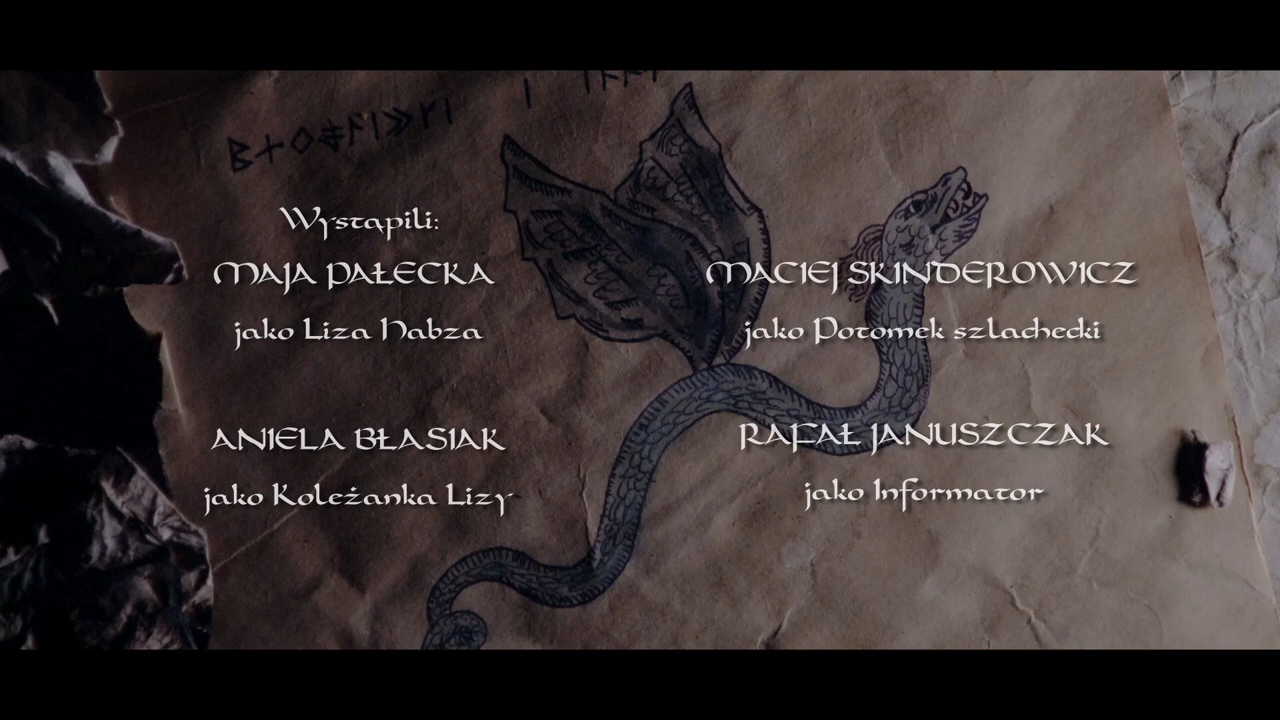 Wystąpili:
MAJA PAŁECKA
jako Liza Nabza
MACIEJ SKINDEROWICZ
jako Potomek szlachecki
ANIELA BŁASIAK
jako Koleżanka Lizy
RAFAŁ JANUSZCZAK
jako Informator